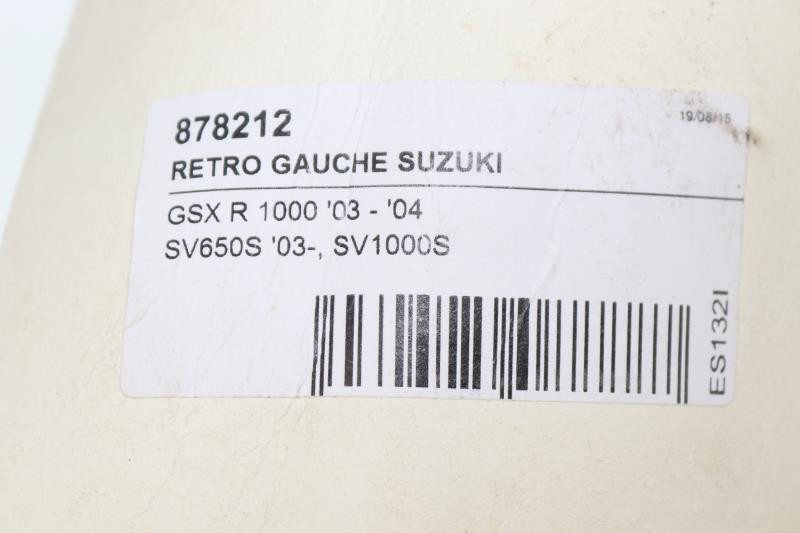 878212
19/08/15
RETRO GAUCHE SUZUKI
GSX R 1000 '03 - '04
SV650S '03-, SV1000S
ES132I